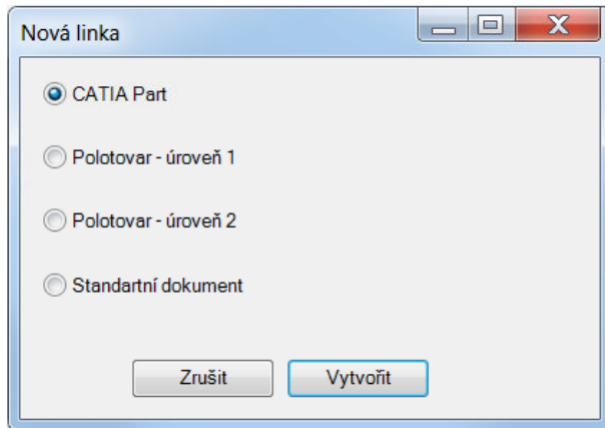 Nová linka
CATIA Part
Polotovar - úroveň 1
Polotovar - úroveň 2
Standartní dokument
Zrušit Vytvořit